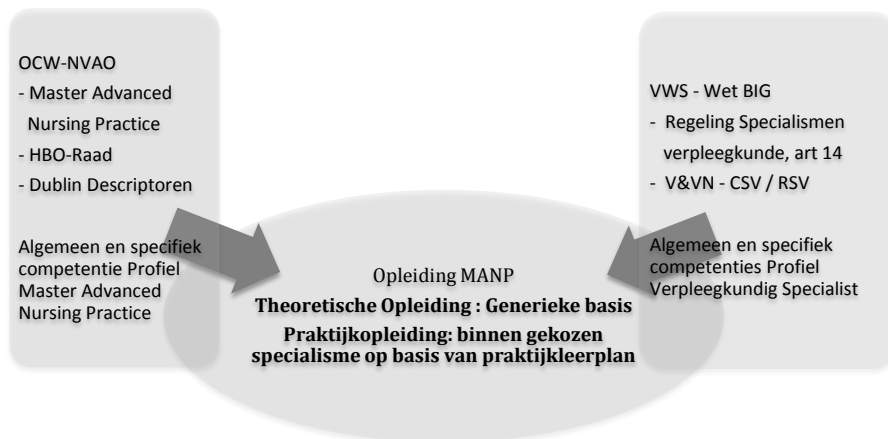 OCW-NVAO
- Master Advanced
Nursing Practice
- HBO-Raad
- Dublin Descriptoren
Algemeen en specifiek
competentie Profiel
Master Advanced
Nursing Practice
VWS - Wet BIG
- Regeling Specialismen
verpleegkunde, art 14
- V&VN - CSV / RSV
Algemeen en specifiek
competenties Profiel
Verpleegkundig Specialist
Opleiding MANP
Theoretische Opleiding : Generieke basis
Praktijkopleiding: binnen gekozen
specialisme op basis van praktijkleerplan